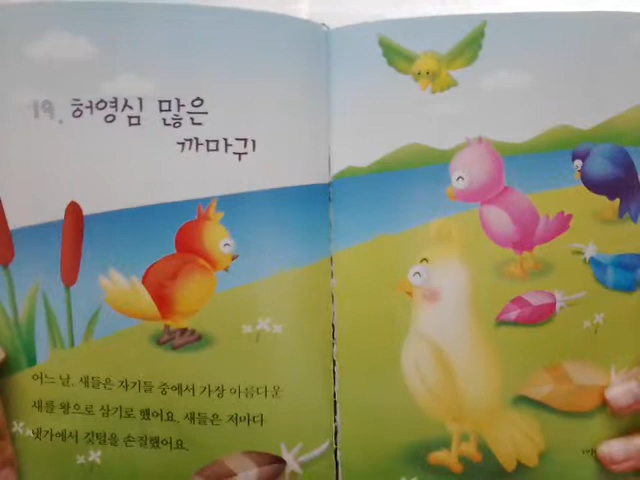 19. 허영심 많은
까마귀
어느 날, 새들은 자기들 중에서 가장 아름다운
새를 왕으로 삼기로 했어요. 새들은 저마다
냇가에서 깃털을 손질했어요.